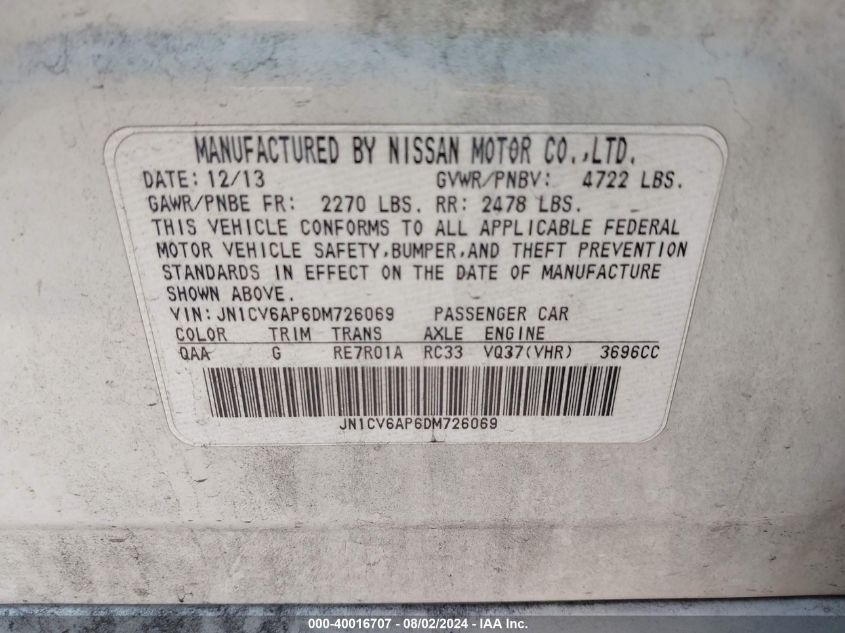 MANUFACTURED BY NISSAN MOTOR CO.,LTD.
DATE: 12/13 GVWR/PNBV: 4722 LBS.
GAWR/PNBE FR: 2270 LBS. RR: 2478 LBS.
THIS VEHICLE CONFORMS TO ALL APPLICABLE FEDERAL
MOTOR VEHICLE SAFETY,BUMPER,AND THEFT PREVENTION
STANDARDS IN EFFECT ON THE DATE OF MANUFACTURE
SHOWN ABOVE.
VIN:JN1CV6AP6DM726069 PASSENGER CAR
COLOR TRIM TRANS AXLE ENGINE
QAA G RE7R01A RC33 VQ37(VHR) 3696CC
JN1CV6AP6DM726069
000-40016707 - 08/02/2024 - IAAI.com